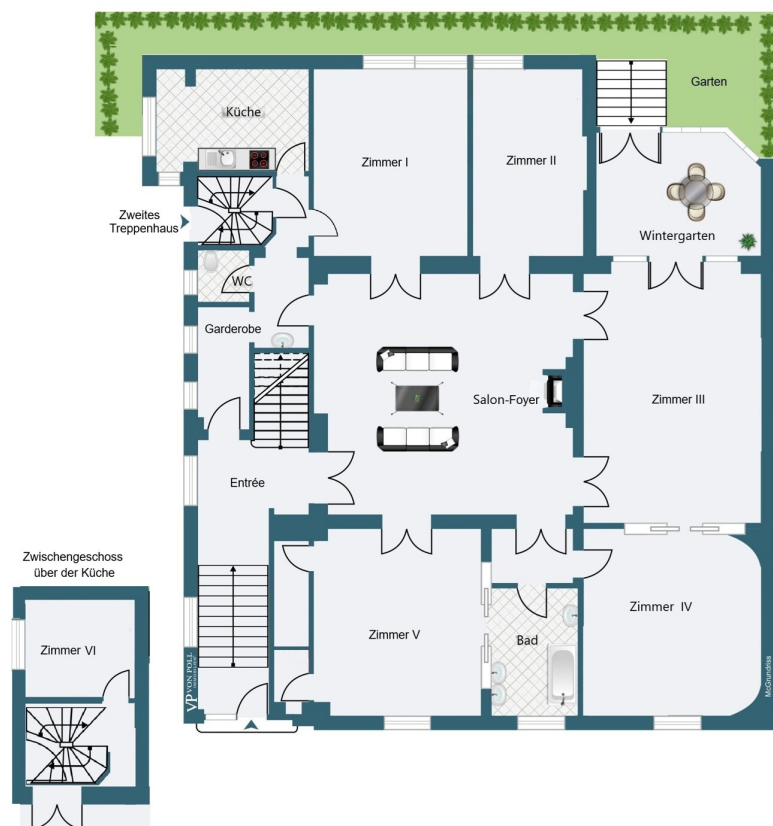 Garten
Küche
Zimmer I
Zimmer II
Zweites
Treppenhaus
Wintergarten
WC
Garderobe
Salon-Foyer
Zimmer III
Entrée
Zwischengeschoss
über der Küche
Zimmer VI
Zimmer V
Bad
Zimmer IV
VP VON POLL
McGrundriss